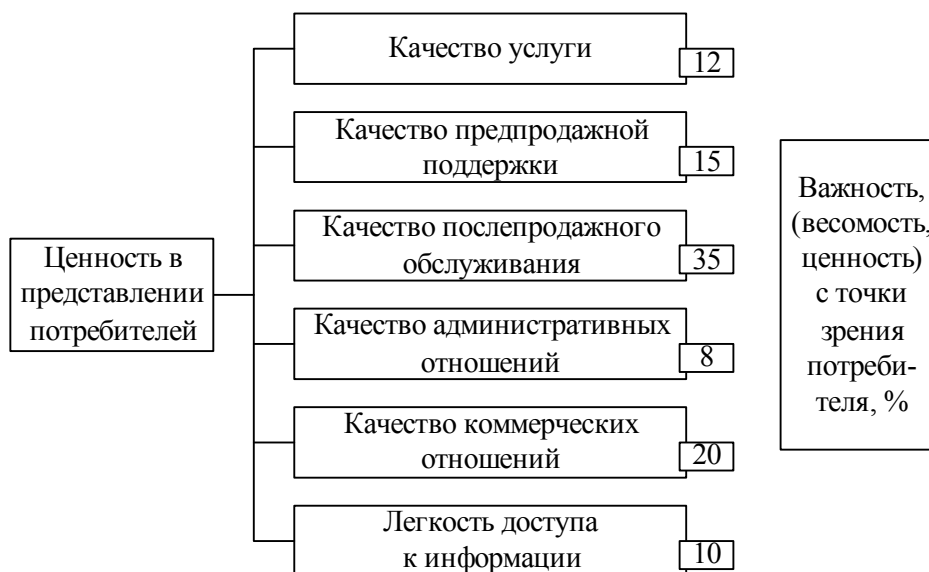 Ценность в
представлении
потребителей
Качество услуги
12
Качество предпродажной
поддержки
15
Качество послепродажного
обслуживания
35
Качество административных
отношений
8
Качество коммерческих
отношений
20
Легкость доступа
к информации
10
Важность,
(весомость,
ценность)
с точки
зрения
потреби-
теля, %